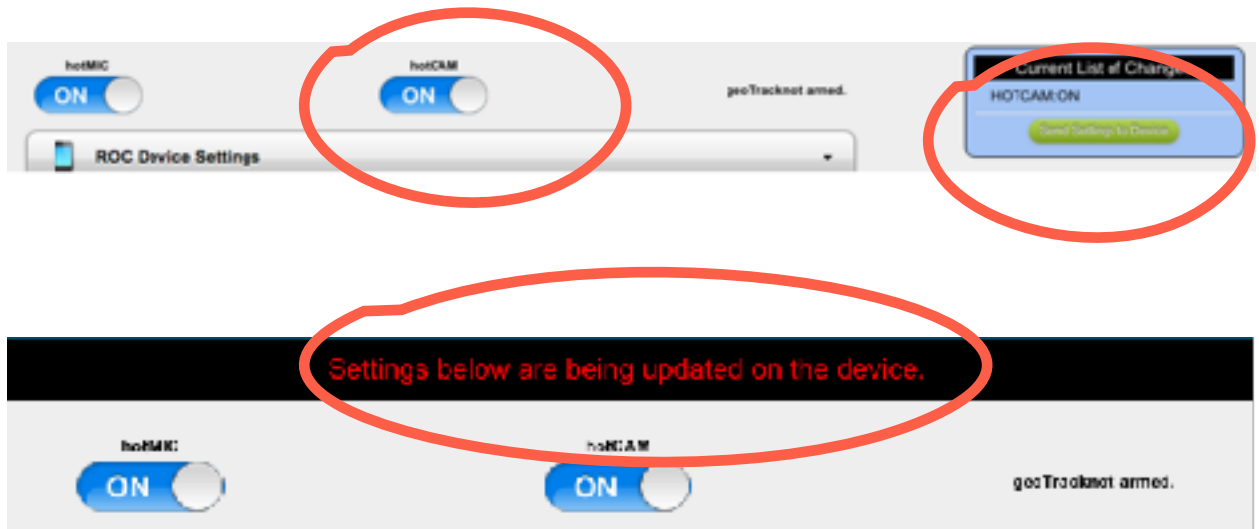 hotMIC
hotCAM
ON
ON
geoTracknot armed.
Current List of Change
HOTCAM:ON
Send Settings to Device
ROC Device Settings
Settings below are being updated on the device.
hotMIC
hotCAM
ON
ON
geoTracknot armed.